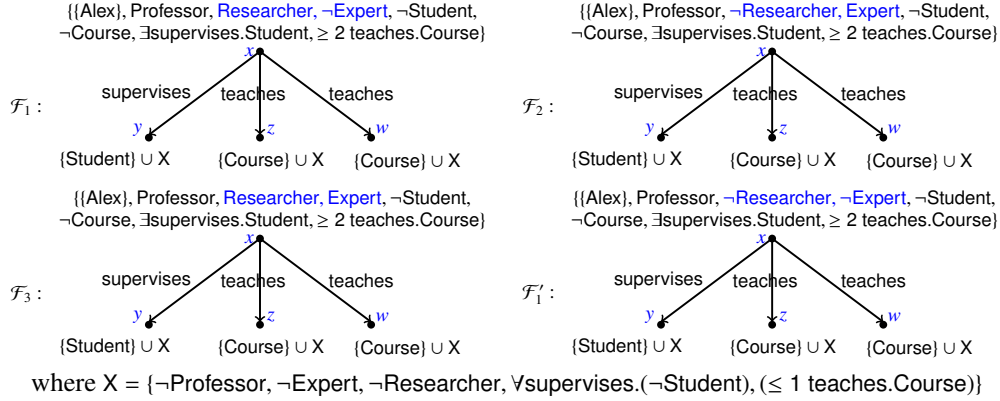 {{Alex}, Professor, Researcher, ¬Expert, ¬Student,
¬Course, ∃supervises.Student, ≥ 2 teaches.Course}
x
supervises
teaches
teaches
ℱ₁ :
y
z
w
{Student} ∪ X
{Course} ∪ X
{Course} ∪ X
{{Alex}, Professor, ¬Researcher, ¬Expert, ¬Student,
¬Course, ∃supervises.Student, ≥ 2 teaches.Course}
x
supervises
teaches
teaches
ℱ₂ :
y
z
w
{Student} ∪ X
{Course} ∪ X
{Course} ∪ X
{{Alex}, Professor, Researcher, Expert, ¬Student,
¬Course, ∃supervises.Student, ≥ 2 teaches.Course}
x
supervises
teaches
teaches
ℱ₃ :
y
z
w
{Student} ∪ X
{Course} ∪ X
{Course} ∪ X
{{Alex}, Professor, ¬Researcher, ¬Expert, ¬Student,
¬Course, ∃supervises.Student, ≥ 2 teaches.Course}
x
supervises
teaches
teaches
ℱ₁′ :
y
z
w
{Student} ∪ X
{Course} ∪ X
{Course} ∪ X
where X = {¬Professor, ¬Expert, ¬Researcher, ∀supervises.(¬Student), (≤ 1 teaches.Course)}